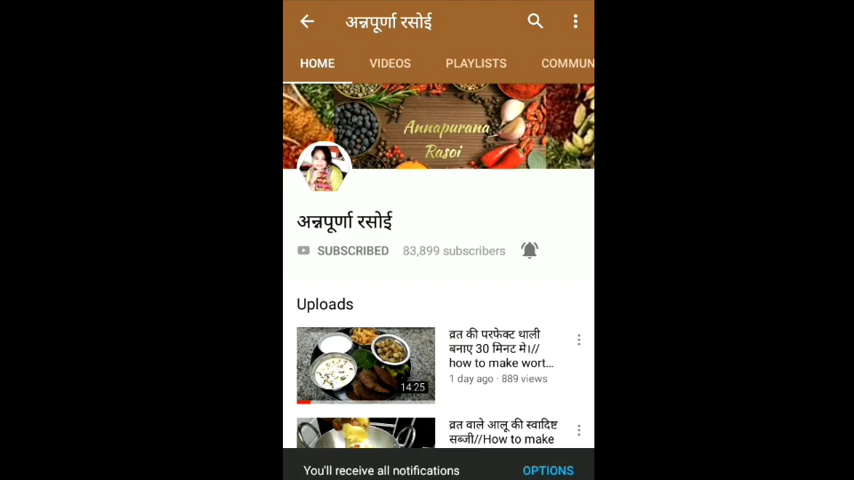 अन्नपूर्णा रसोई
HOME VIDEOS PLAYLISTS COMMUN
Annapurana
Rasoi
अन्नपूर्णा रसोई
SUBSCRIBED 83,899 subscribers
Uploads
व्रत की परफेक्ट थाली
बनाए 30 मिनट मे।//
how to make wort...
1 day ago · 889 views
14:25
व्रत वाले आलू की स्वादिष्ट
सब्जी//How to make
You'll receive all notifications OPTIONS